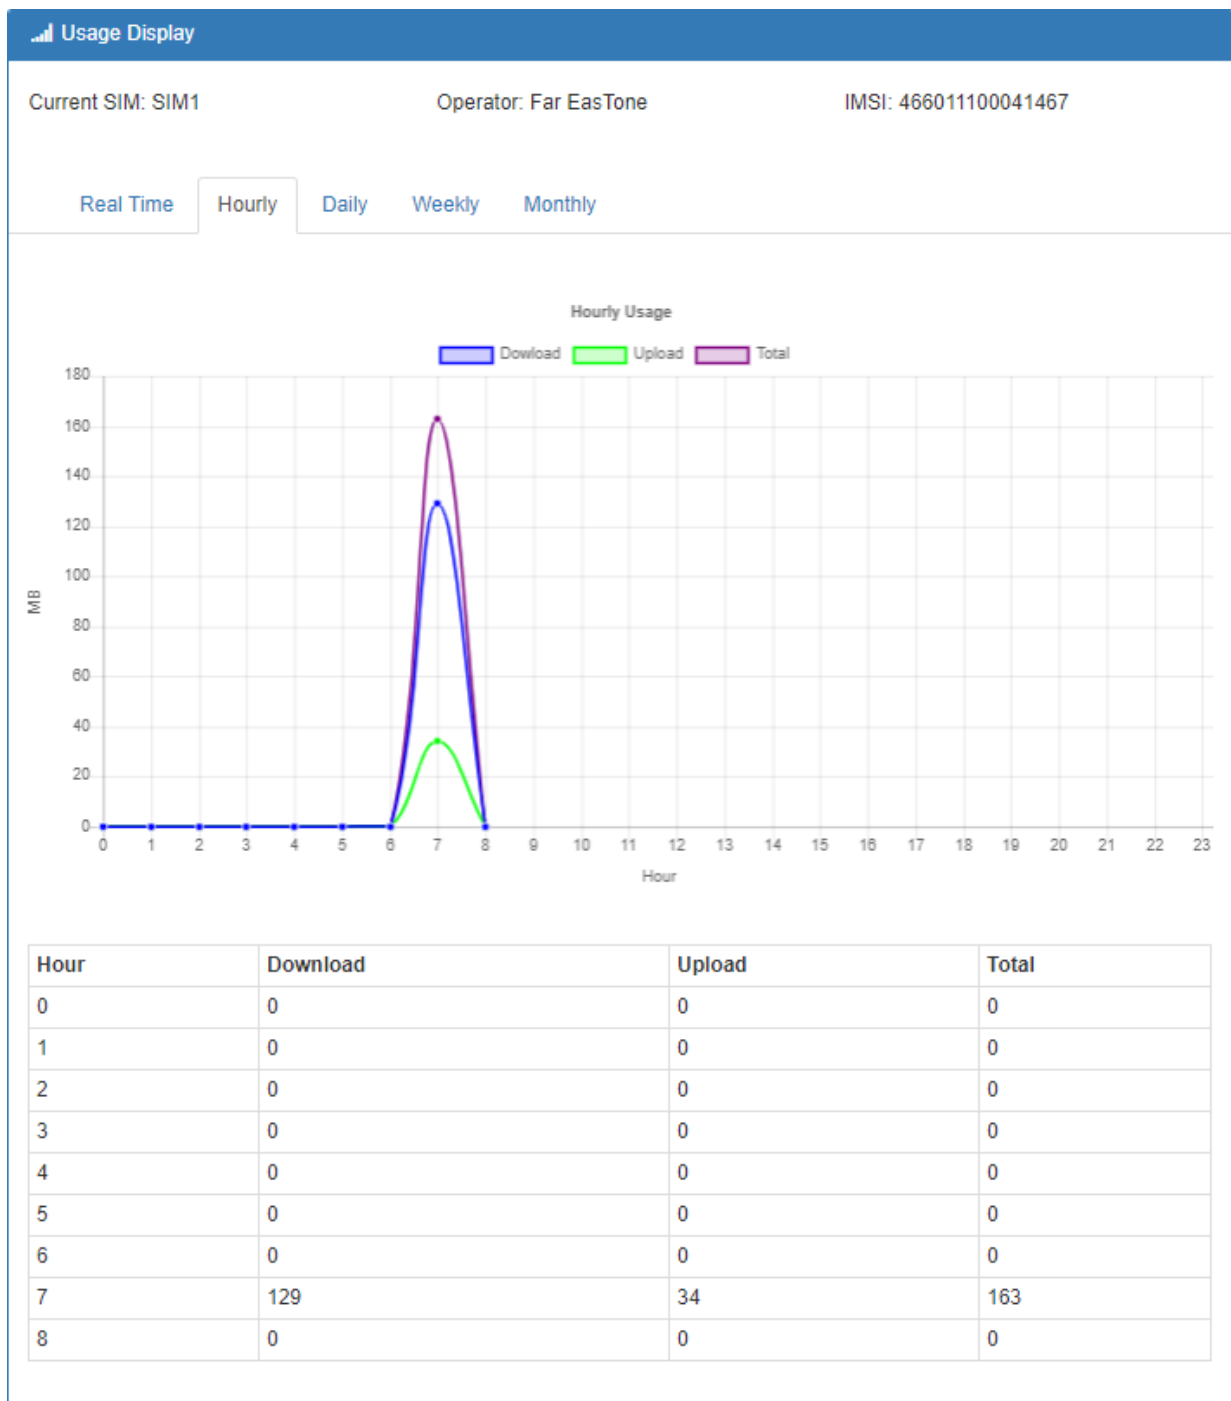 Usage Display
Current SIM: SIM1 Operator: Far EasTone IMSI: 466011100041467
Real Time Hourly Daily Weekly Monthly
Hourly Usage
Dowload Upload Total
180
160
140
120
100
80
60
40
20
0
MB
0 1 2 3 4 5 6 7 8 9 10 11 12 13 14 15 16 17 18 19 20 21 22 23
Hour
Hour Download Upload Total
0 0 0 0
1 0 0 0
2 0 0 0
3 0 0 0
4 0 0 0
5 0 0 0
6 0 0 0
7 129 34 163
8 0 0 0